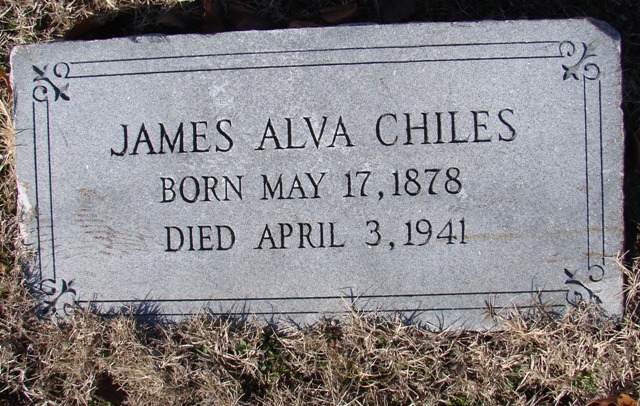 JAMES ALVA CHILES
BORN MAY 17, 1878
DIED APRIL 3, 1941